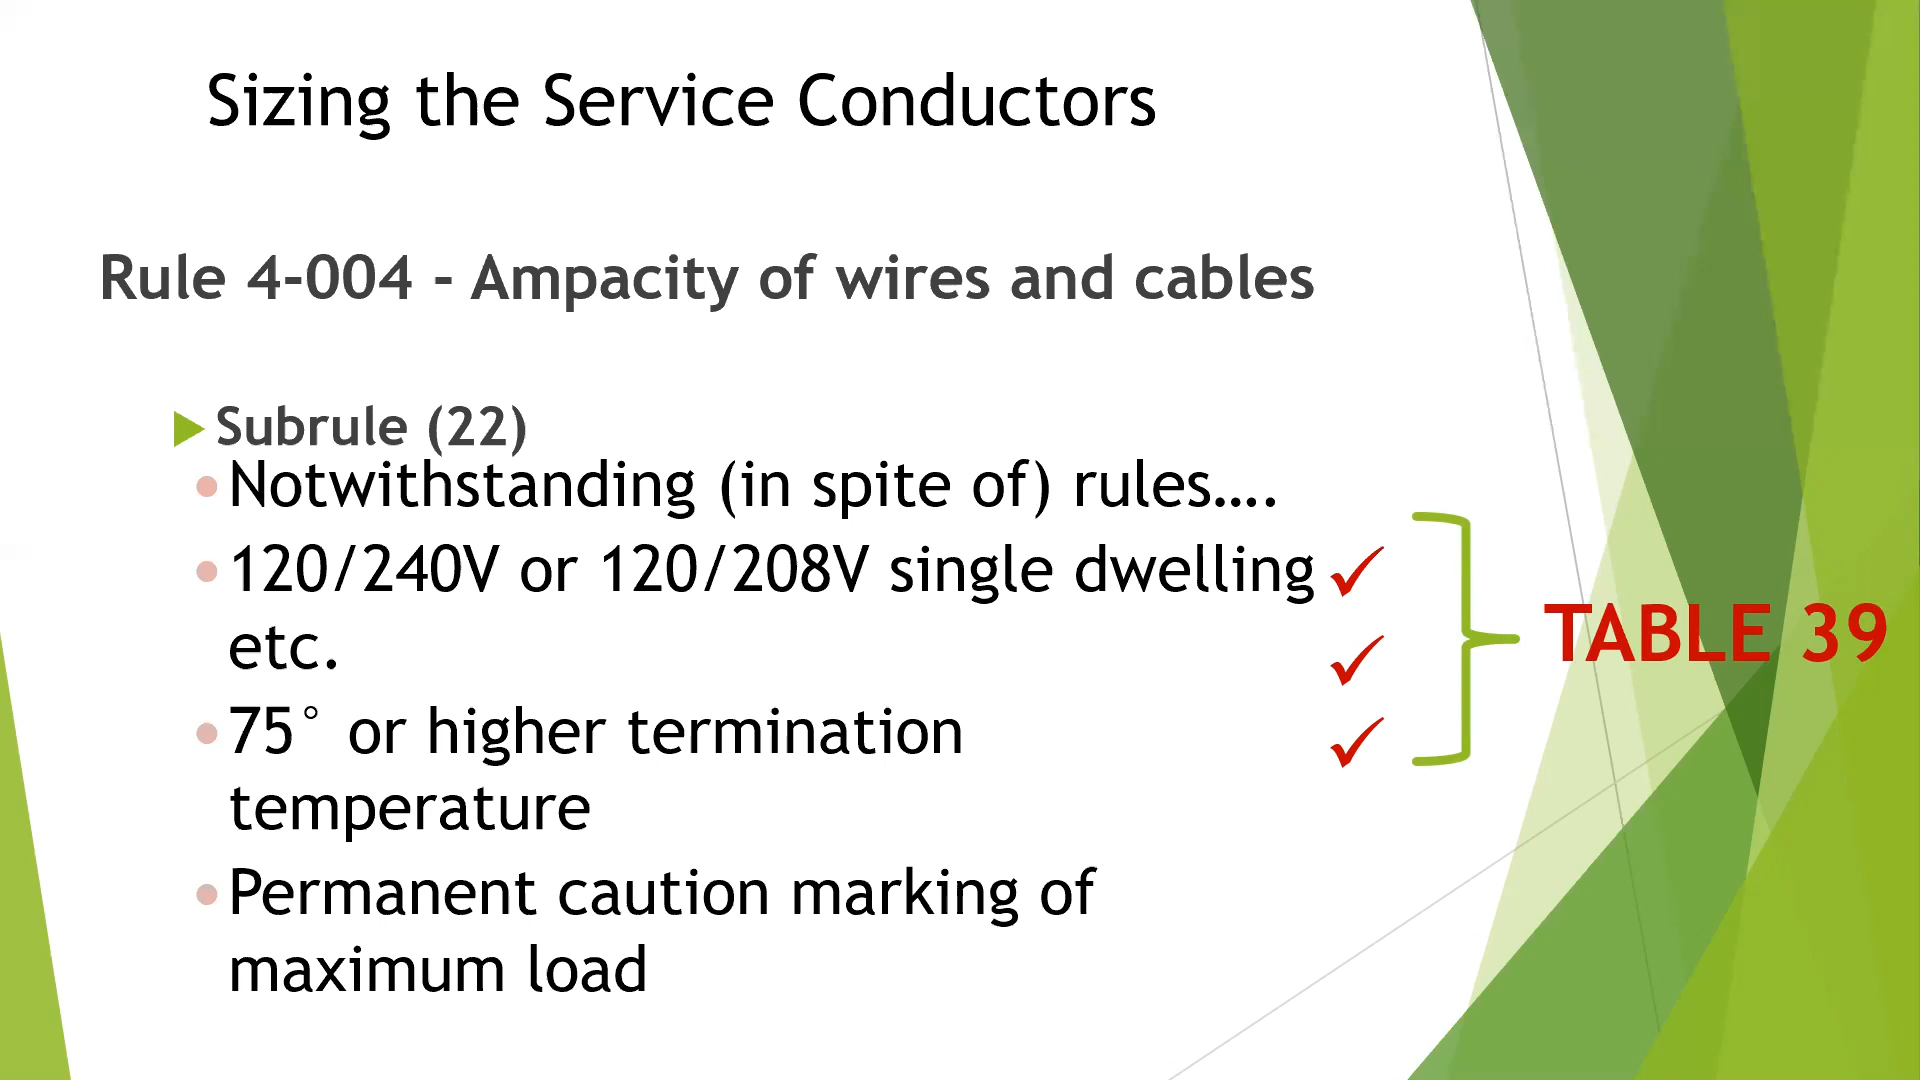 Sizing the Service Conductors
Rule 4-004 - Ampacity of wires and cables
Subrule (22)
Notwithstanding (in spite of) rules....
120/240V or 120/208V single dwelling
etc.
75° or higher termination
temperature
Permanent caution marking of
maximum load
TABLE 39